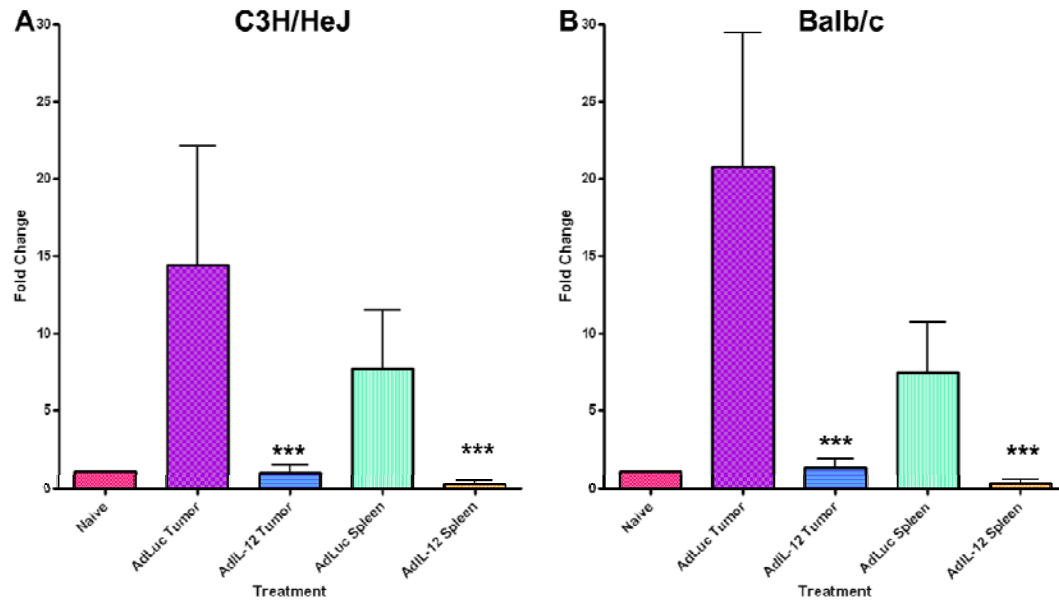 A C3H/HeJ
30
25
20
15
10
5
0
Fold Change
***
***
Naive
AdLuc Tumor
AdIL-12 Tumor
AdLuc Spleen
AdIL-12 Spleen
Treatment
B Balb/c
30
25
20
15
10
5
0
Fold Change
***
***
Naive
AdLuc Tumor
AdIL-12 Tumor
AdLuc Spleen
AdIL-12 Spleen
Treatment